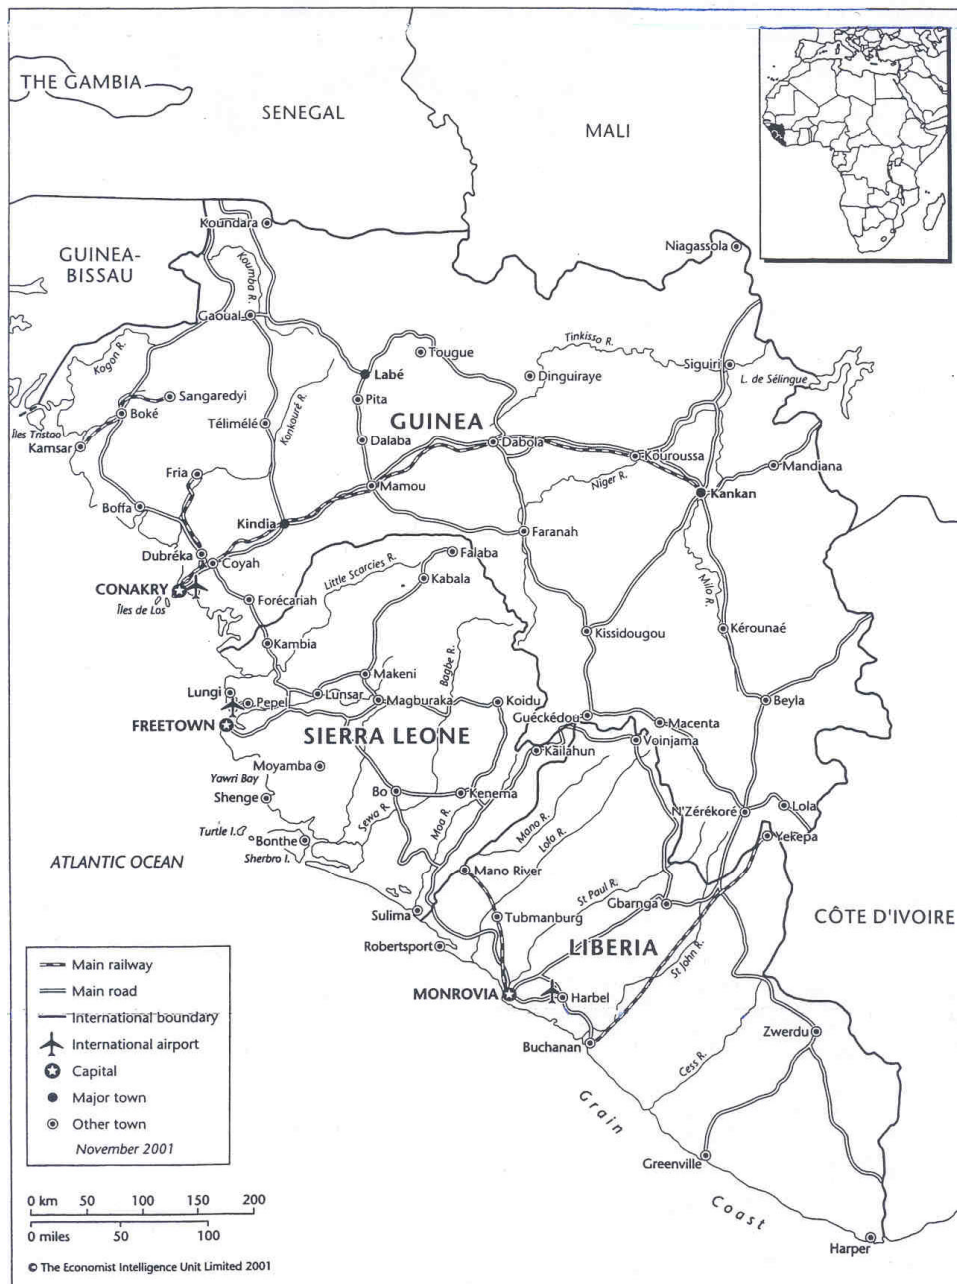 THE GAMBIA
SENEGAL
MALI
Koundara
GUINEA-
BISSAU
Niagassola
Koumba R.
Gaoual
Kogon R.
Tinkisso R.
Tougue
Siguiri
Labé
Dinguiraye
L. de Sélingue
Sangaredyi
Pita
Konkouré R.
Boké
GUINEA
Îles Tristao
Télimélé
Kamsar
Dalaba
Dabola
Kouroussa
Mandiana
Fria
Mamou
Niger R.
Kankan
Boffa
Kindia
Faranah
Dubréka
Coyah
Falaba
Little Scarcies R.
Kabala
CONAKRY
Îles de Los
Forécariah
Milo R.
Kambia
Kissidougou
Kérounaé
Bagbe R.
Makeni
Lungi
Pepel
Lunsar
Magburaka
Koidu
Beyla
FREETOWN
SIERRA LEONE
Guéckédou
Macenta
Voinjama
Kailahun
Moyamba
Yawri Bay
Shenge
Bo
Kenema
Sewa R.
Moa R.
Mano R.
Lofa R.
N'Zérékoré
Lola
Yekepa
Turtle I.
Bonthe
Sherbro I.
ATLANTIC OCEAN
Mano River
St Paul R.
Gbarnga
Sulima
Tubmanburg
CÔTE D'IVOIRE
Robertsport
LIBERIA
St John R.
MONROVIA
Harbel
Buchanan
Zwerdu
Cess R.
Grain
Coast
Greenville
Harper
Main railway
Main road
International boundary
International airport
Capital
Major town
Other town
November 2001
0 km 50 100 150 200
0 miles 50 100
© The Economist Intelligence Unit Limited 2001